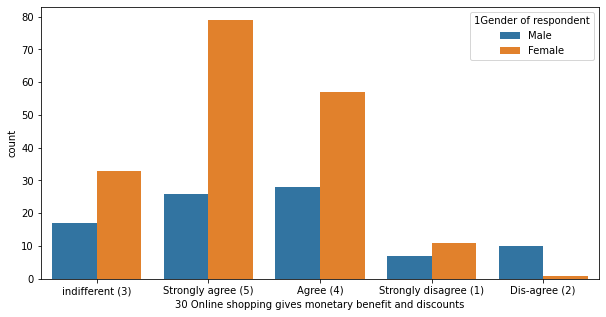 1Gender of respondent
Male
Female
count
80
70
60
50
40
30
20
10
0
indifferent (3)
Strongly agree (5)
Agree (4)
Strongly disagree (1)
Dis-agree (2)
30 Online shopping gives monetary benefit and discounts